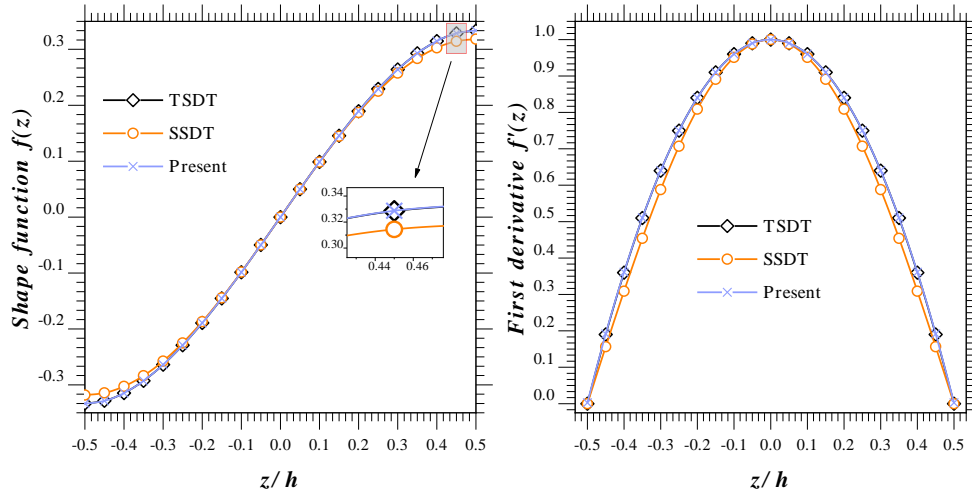 Shape function f(z)
0.3
0.2
0.1
0.0
-0.1
-0.2
-0.3
TSDT
SSDT
Present
0.34
0.32
0.30
0.44 0.46
-0.5 -0.4 -0.3 -0.2 -0.1 0.0 0.1 0.2 0.3 0.4 0.5
z/h
First derivative f'(z)
1.0
0.9
0.8
0.7
0.6
0.5
0.4
0.3
0.2
0.1
0.0
TSDT
SSDT
Present
-0.5 -0.4 -0.3 -0.2 -0.1 0.0 0.1 0.2 0.3 0.4 0.5
z/h